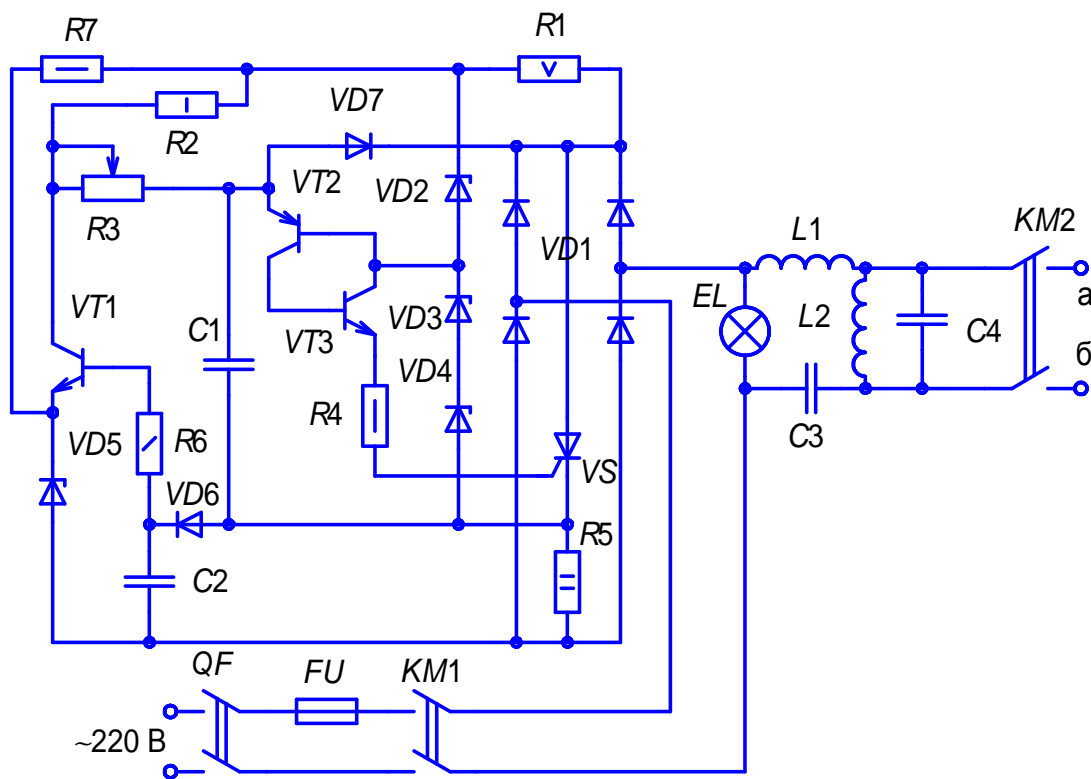 R7
R1
R2
VD7
R3
VT2
VD2
VD1
KM2
L1
а
VT1
C1
VT3
VD3
EL
L2
C4
б
VD4
R4
VD5
R6
C3
VS
VD6
R5
C2
QF
FU
KM1
~220 В